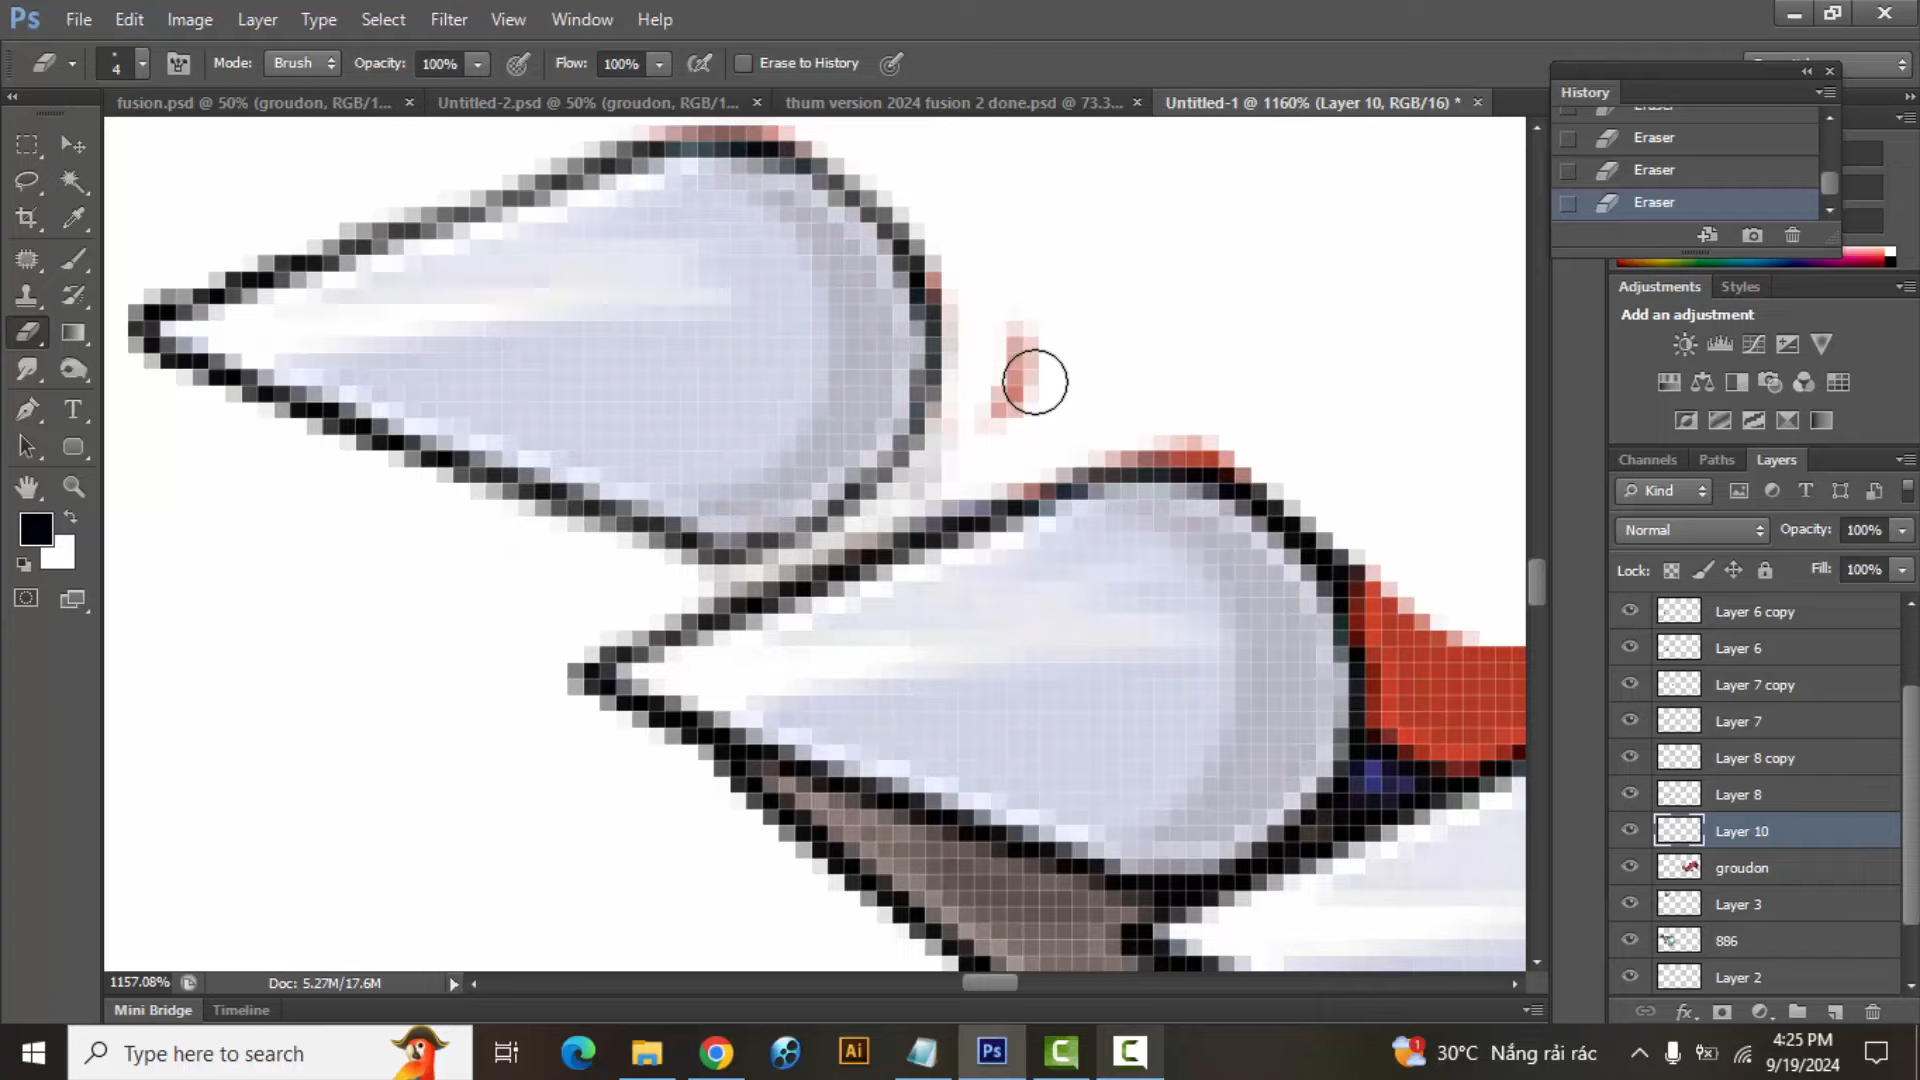 Ps File Edit Image Layer Type Select Filter View Window Help
4 Mode: Brush Opacity: 100% Flow: 100% Erase to History
fusion.psd @ 50% (groudon, RGB/1... × Untitled-2.psd @ 50% (groudon, RGB/1... × thum version 2024 fusion 2 done.psd @ 73.3... × Untitled-1 @ 1160% (Layer 10, RGB/16) * ×
History
Eraser
Eraser
Eraser
Eraser
Adjustments Styles
Add an adjustment
Channels Paths Layers
Kind
Normal Opacity: 100%
Lock: Fill: 100%
Layer 6 copy
Layer 6
Layer 7 copy
Layer 7
Layer 8 copy
Layer 8
Layer 10
groudon
Layer 3
886
Layer 2
1157.08% Doc: 5.27M/17.6M
Mini Bridge Timeline
Type here to search
Ai Ps
30°C Nắng rải rác
4:25 PM
9/19/2024